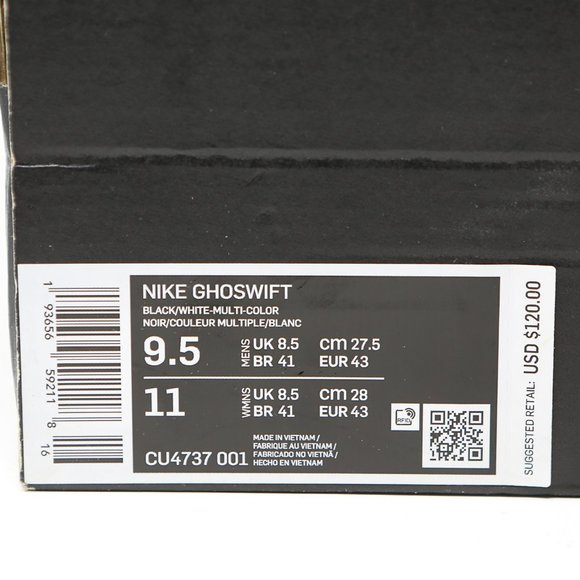 NIKE GHOSWIFT
BLACK/WHITE-MULTI-COLOR
NOIR/COULEUR MULTIPLE/BLANC
9.5 MENS UK 8.5 cm 27.5
BR 41 EUR 43
11 WMNS UK 8.5 cm 28
BR 41 EUR 43
RFID
CU4737 001
MADE IN VIETNAM /
FABRIQUE AU VIETNAM /
FABRICADO NO VIETNÃ /
HECHO EN VIETNAM
1 93656 59211 8 16
SUGGESTED RETAIL: USD $120.00